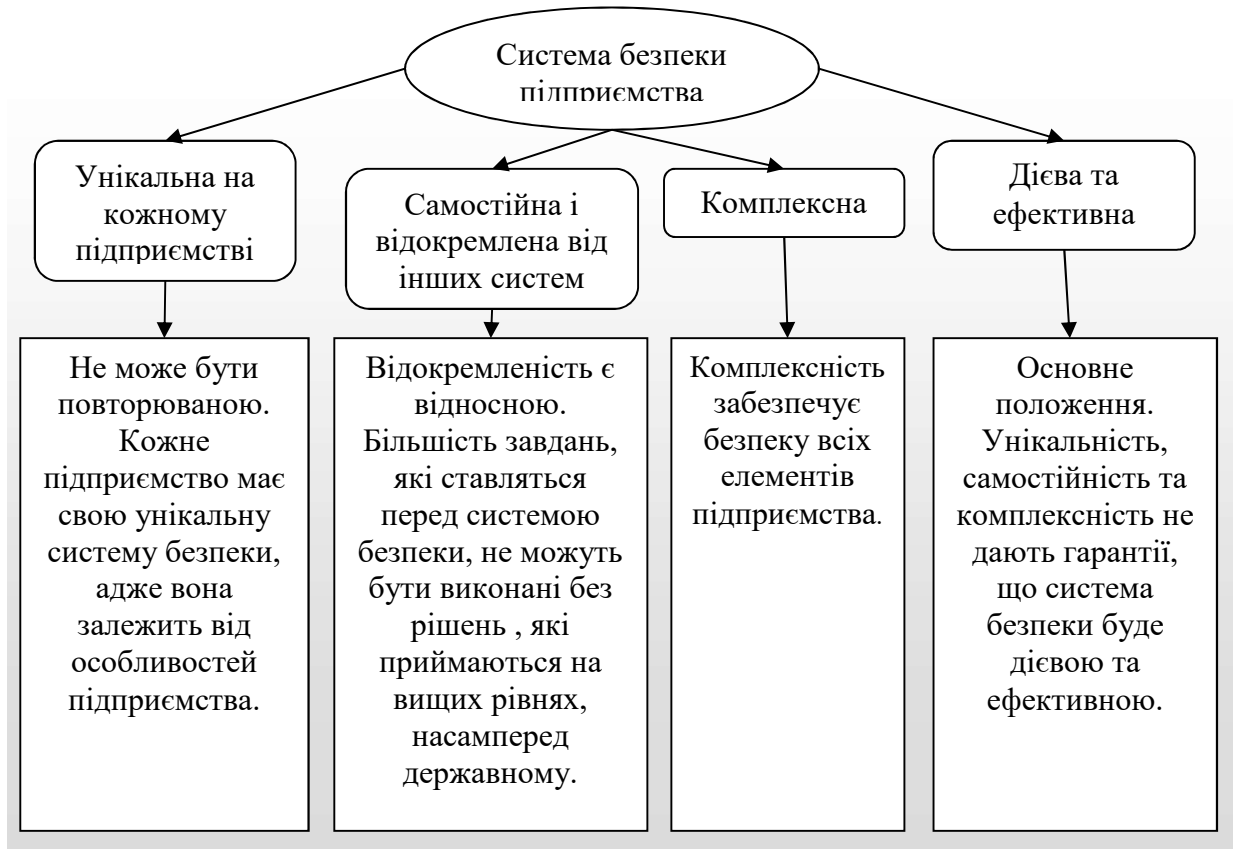 Система безпеки
підприємства
Унікальна на
кожному
підприємстві
Самостійна і
відокремлена від
інших систем
Комплексна
Дієва та
ефективна
Не може бути
повторюваною.
Кожне
підприємство має
свою унікальну
систему безпеки,
адже вона
залежить від
особливостей
підприємства.
Відокремленість є
відносною.
Більшість завдань,
які ставляться
перед системою
безпеки, не можуть
бути виконані без
рішень , які
приймаються на
вищих рівнях,
насамперед
державному.
Комплексність
забезпечує
безпеку всіх
елементів
підприємства.
Основне
положення.
Унікальність,
самостійність та
комплексність не
дають гарантії,
що система
безпеки буде
дієвою та
ефективною.